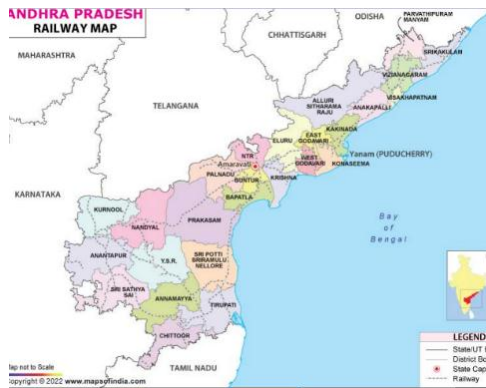 ANDHRA PRADESH
RAILWAY MAP
ODISHA
PARVATHIPURAM
MANYAM
CHHATTISGARH
SRIKAKULAM
MAHARASHTRA
VIZIANAGARAM
VISAKHAPATNAM
ALLURI
SITHARAMA
RAJU
ANAKAPALLI
TELANGANA
KAKINADA
EAST
GODAVARI
ELURU
NTR
Amaravati
WEST
GODAVARI
Yanam (PUDUCHERRY)
KONASEEMA
PALNADU
GUNTUR
KRISHNA
KARNATAKA
BAPATLA
KURNOOL
PRAKASAM
NANDYAL
Bay
of
Bengal
ANANTAPUR
Y.S.R.
SRI POTTI
SRIRAMULU
NELLORE
SRI SATHYA
SAI
ANNAMAYYA
TIRUPATI
CHITTOOR
LEGEND
State/UT
District Bo
State Cap
Railway
Map not to Scale
Copyright © 2022 www.mapsofindia.com
TAMIL NADU